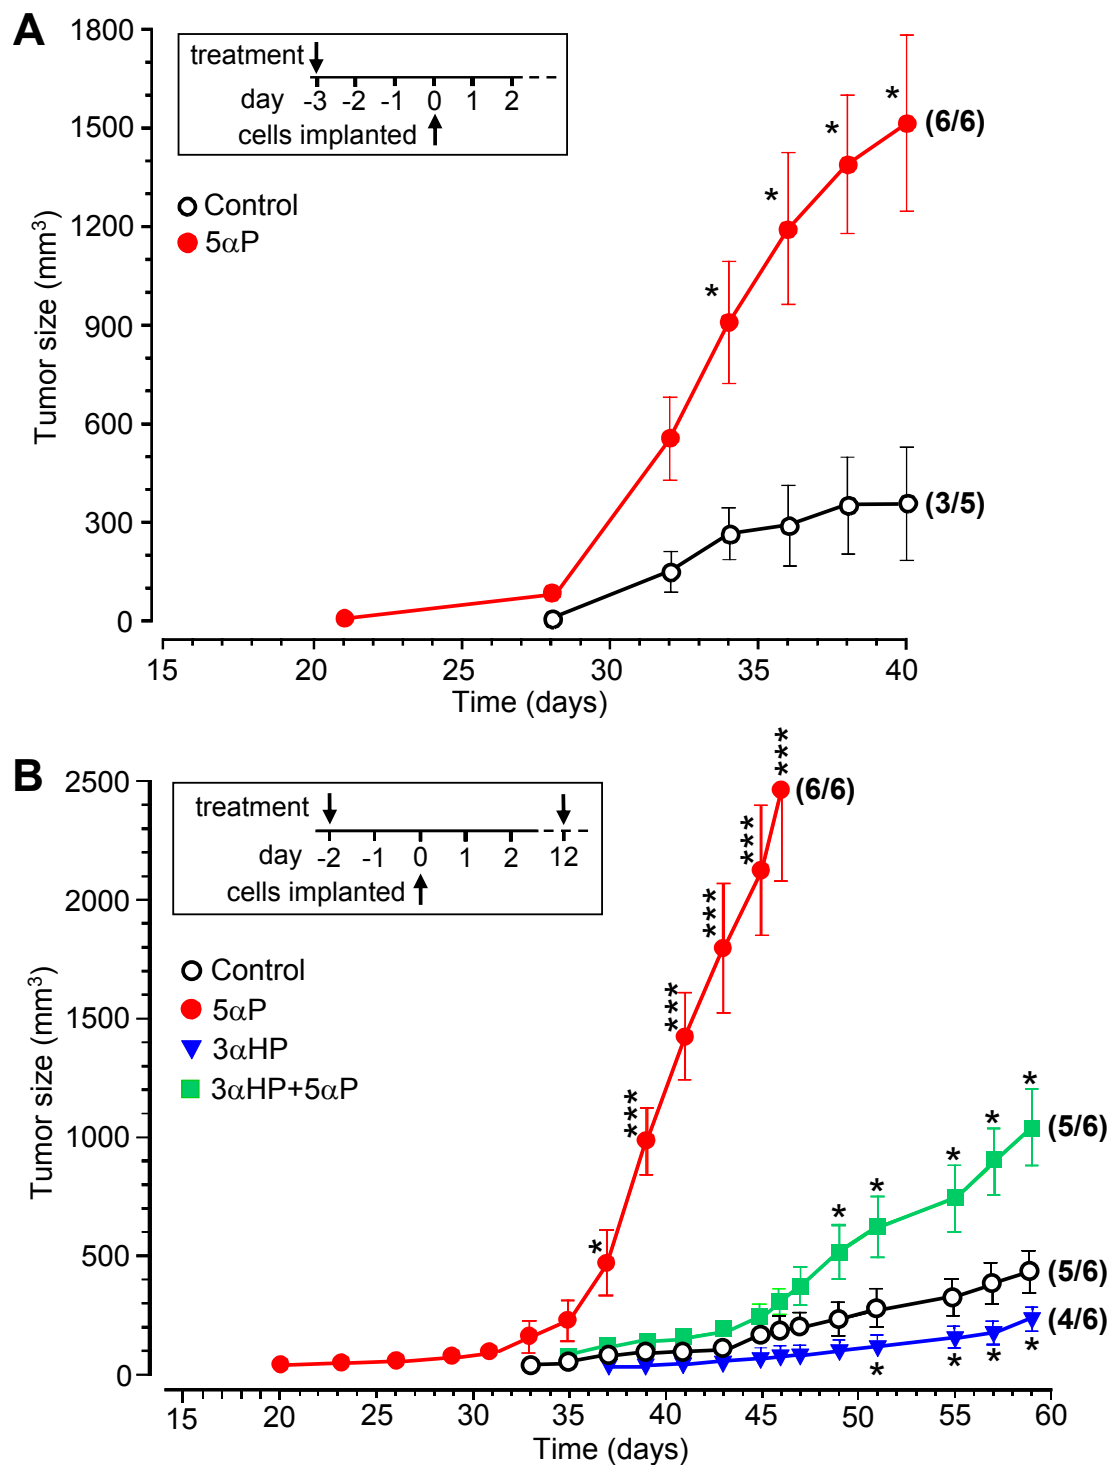 A
1800
1500
1200
900
600
300
0
Tumor size (mm³)
treatment
day -3 -2 -1 0 1 2
cells implanted
Control
5αP
* * * *
(6/6)
(3/5)
15 20 25 30 35 40
Time (days)
B
2500
2000
1500
1000
500
0
Tumor size (mm³)
treatment
day -2 -1 0 1 2 12
cells implanted
Control
5αP
3αHP
3αHP+5αP
* *** *** *** *** *** ***
(6/6)
* * * * *
(5/6)
(5/6)
(4/6)
* * * *
15 20 25 30 35 40 45 50 55 60
Time (days)